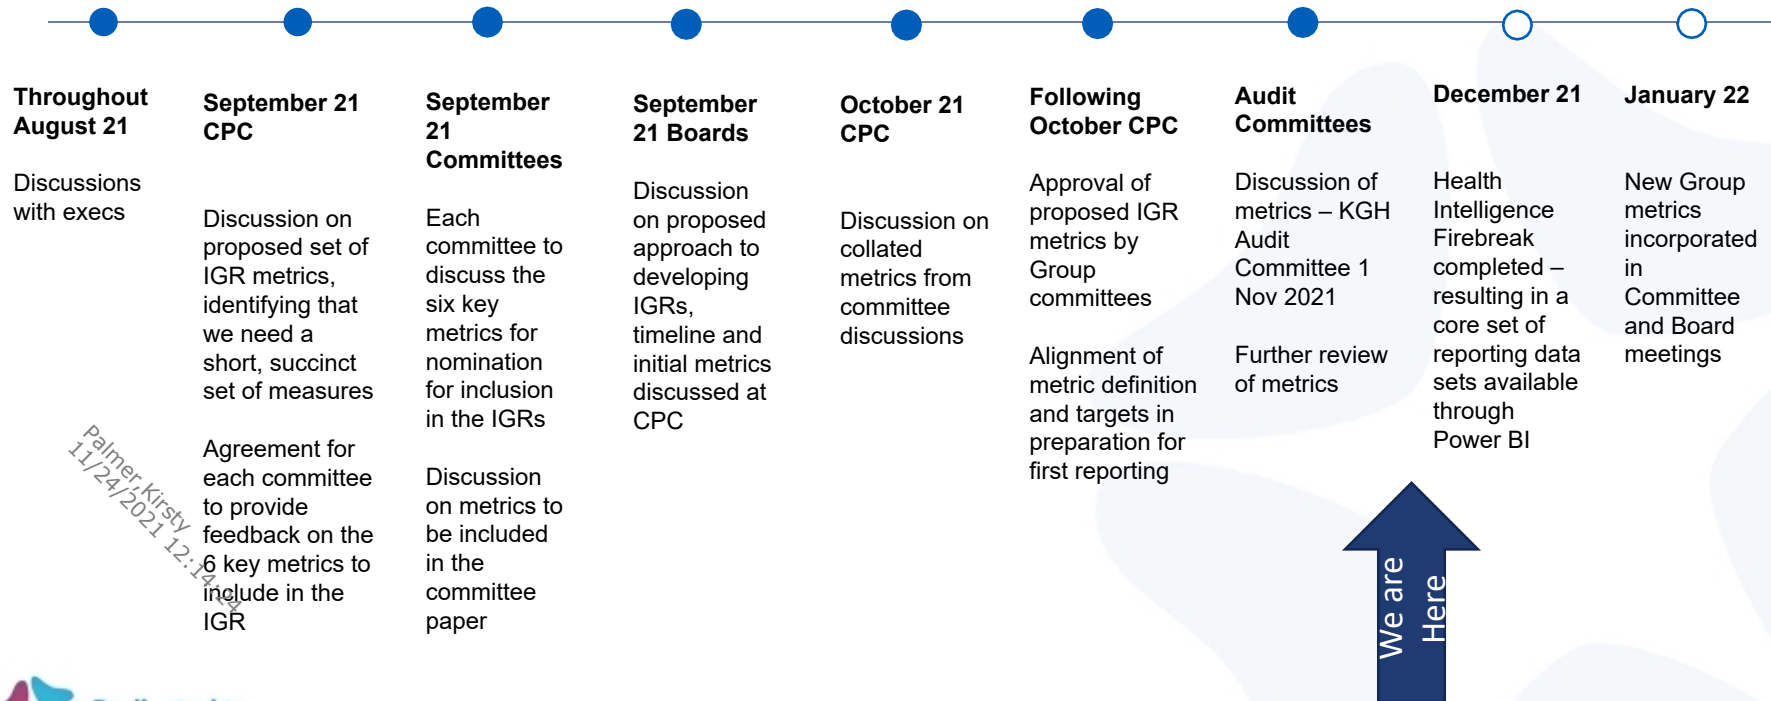 Throughout
August 21
Discussions
with execs
September 21
CPC
Discussion on
proposed set of
IGR metrics,
identifying that
we need a
short, succinct
set of measures
Agreement for
each committee
to provide
feedback on the
6 key metrics to
include in the
IGR
September
21
Committees
Each
committee to
discuss the
six key
metrics for
nomination
for inclusion
in the IGRs
Discussion
on metrics to
be included
in the
committee
paper
September
21 Boards
Discussion
on proposed
approach to
developing
IGRs,
timeline and
initial metrics
discussed at
CPC
October 21
CPC
Discussion on
collated
metrics from
committee
discussions
Following
October CPC
Approval of
proposed IGR
metrics by
Group
committees
Alignment of
metric definition
and targets in
preparation for
first reporting
Audit
Committees
Discussion of
metrics – KGH
Audit
Committee 1
Nov 2021
Further review
of metrics
December 21
Health
Intelligence
Firebreak
completed –
resulting in a
core set of
reporting data
sets available
through
Power BI
January 22
New Group
metrics
incorporated
in
Committee
and Board
meetings
We are
Here
Palmer,Kirsty
11/24/2021 12:14:24